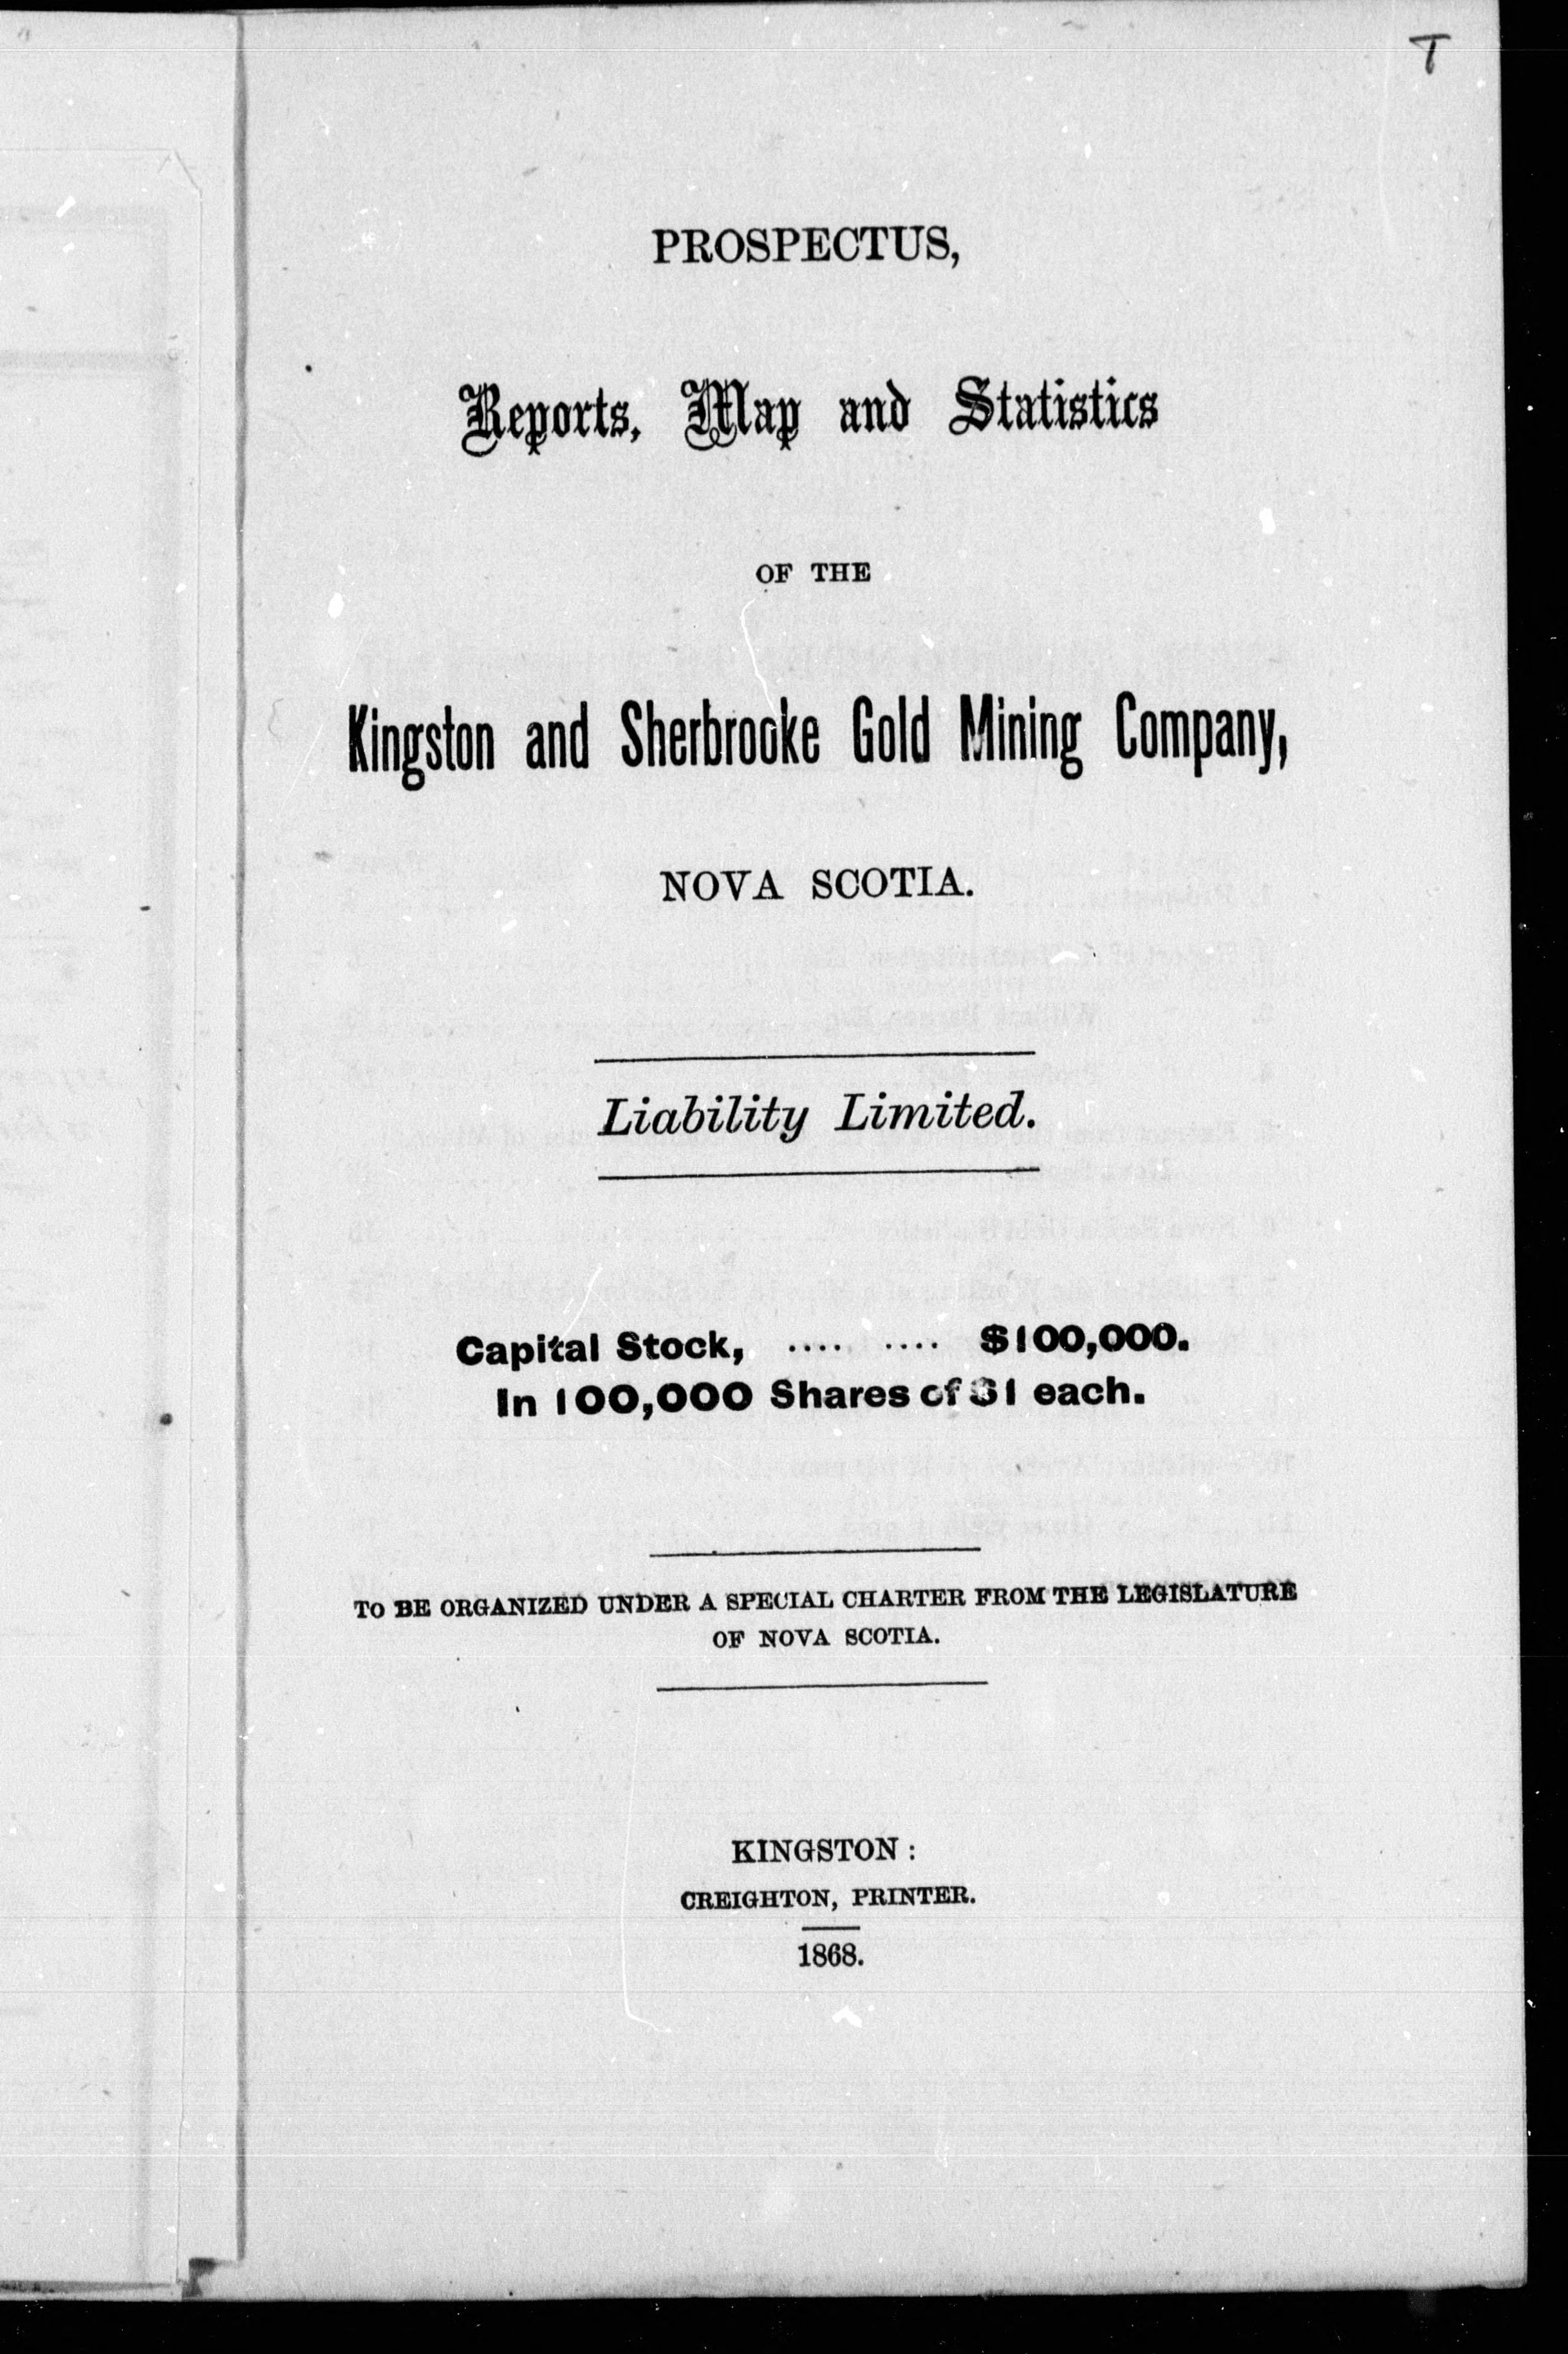 T
PROSPECTUS,
Reports, Map and Statistics
OF THE
Kingston and Sherbrooke Gold Mining Company,
NOVA SCOTIA.
Liability Limited.
Capital Stock, .... .... $100,000.
In 100,000 Shares of $1 each.
TO BE ORGANIZED UNDER A SPECIAL CHARTER FROM THE LEGISLATURE
OF NOVA SCOTIA.
KINGSTON:
CREIGHTON, PRINTER.
1868.